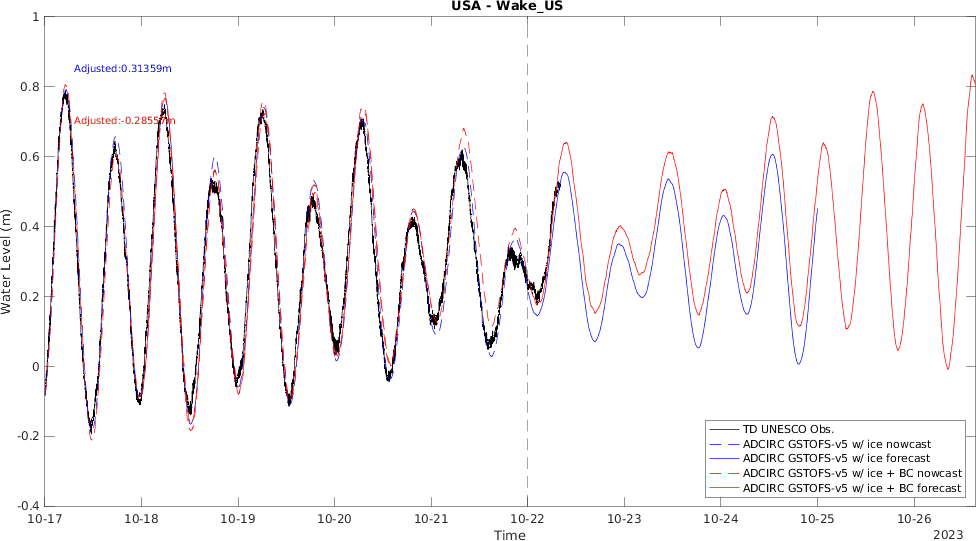 USA - Wake_US
1
0.8
0.6
0.4
0.2
0
-0.2
-0.4
Water Level (m)
Adjusted:0.31359m
Adjusted:-0.28557m
TD UNESCO Obs.
ADCIRC GSTOFS-v5 w/ ice nowcast
ADCIRC GSTOFS-v5 w/ ice forecast
ADCIRC GSTOFS-v5 w/ ice + BC nowcast
ADCIRC GSTOFS-v5 w/ ice + BC forecast
10-17 10-18 10-19 10-20 10-21 10-22 10-23 10-24 10-25 10-26
Time
2023